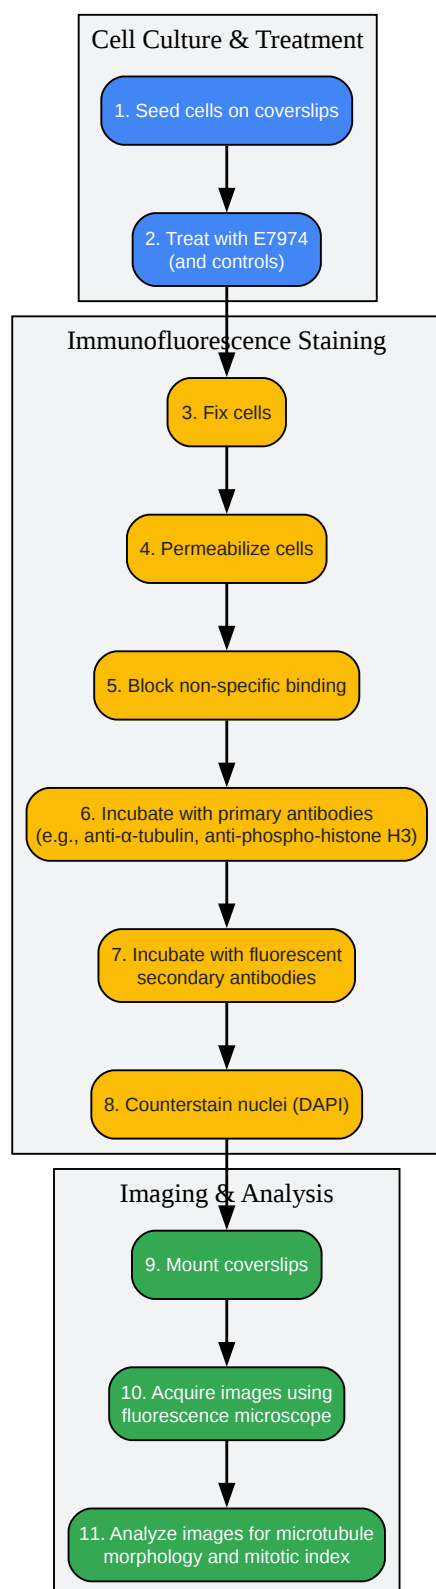 Cell Culture & Treatment
1. Seed cells on coverslips
2. Treat with E7974
(and controls)
Immunofluorescence Staining
3. Fix cells
4. Permeabilize cells
5. Block non-specific binding
6. Incubate with primary antibodies
(e.g., anti-α-tubulin, anti-phospho-histone H3)
7. Incubate with fluorescent
secondary antibodies
8. Counterstain nuclei (DAPI)
Imaging & Analysis
9. Mount coverslips
10. Acquire images using
fluorescence microscope
11. Analyze images for microtubule
morphology and mitotic index